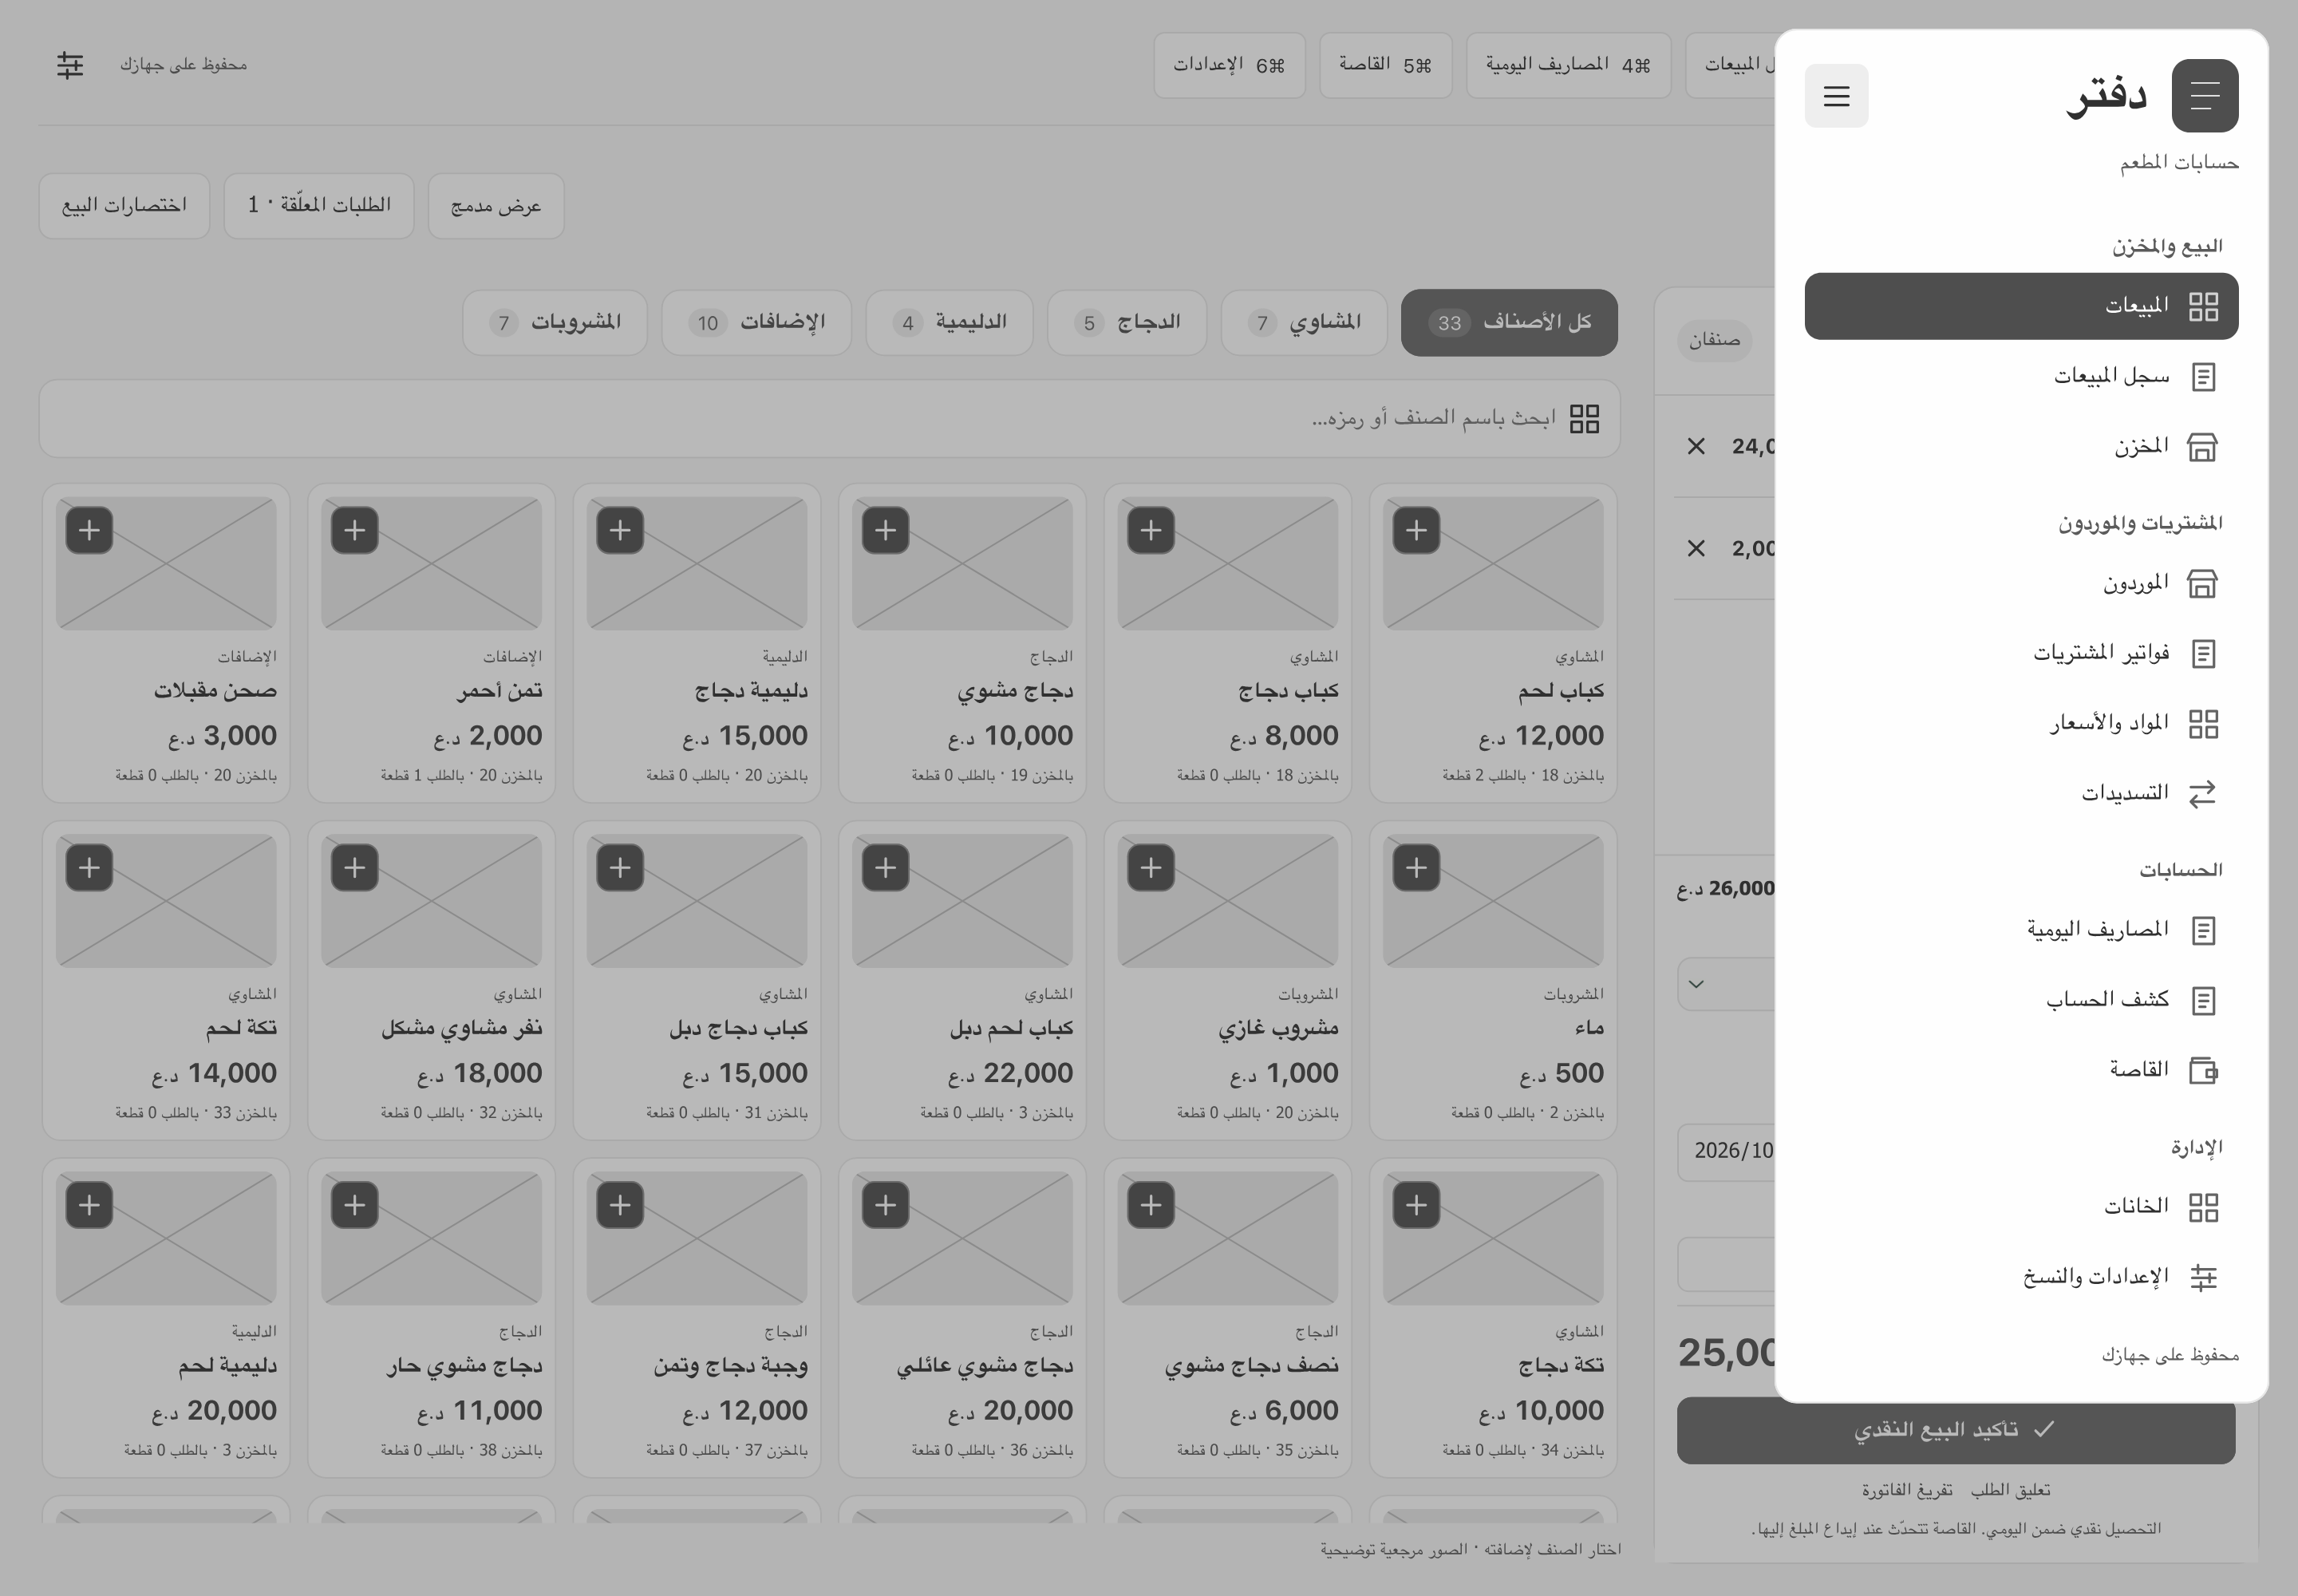 دفتر
حسابات المطعم
البيع والمخزن
المبيعات
سجل المبيعات
المخزن
المشتريات والموردون
الموردون
فواتير المشتريات
المواد والأسعار
التسديدات
الحسابات
المصاريف اليومية
كشف الحساب
القاصة
الإدارة
الخانات
الإعدادات والنسخ
محفوظ على جهازك
المبيعات
⌘4 المصاريف اليومية
⌘5 القاصة
⌘6 الإعدادات
محفوظ على جهازك
عرض مدمج
الطلبات المعلّقة · 1
اختصارات البيع
صنفان
26,000 د.ع
2026/10
تأكيد البيع النقدي
تعليق الطلب تفريغ الفاتورة
التحصيل نقدي ضمن اليومي. القاصة تتحدّث عند إيداع المبلغ إليها.
كل الأصناف 33
المشاوي 7
الدجاج 5
الدليمية 4
الإضافات 10
المشروبات 7
ابحث باسم الصنف أو رمزه...
المشاوي
كباب لحم
12,000 د.ع
بالمخزن 18 · بالطلب 2 قطعة
المشاوي
كباب دجاج
8,000 د.ع
بالمخزن 18 · بالطلب 0 قطعة
الدجاج
دجاج مشوي
10,000 د.ع
بالمخزن 19 · بالطلب 0 قطعة
الدليمية
دليمية دجاج
15,000 د.ع
بالمخزن 20 · بالطلب 0 قطعة
الإضافات
تمن أحمر
2,000 د.ع
بالمخزن 20 · بالطلب 1 قطعة
الإضافات
صحن مقبلات
3,000 د.ع
بالمخزن 20 · بالطلب 0 قطعة
المشروبات
ماء
500 د.ع
بالمخزن 2 · بالطلب 0 قطعة
المشروبات
مشروب غازي
1,000 د.ع
بالمخزن 20 · بالطلب 0 قطعة
المشاوي
كباب لحم دبل
22,000 د.ع
بالمخزن 3 · بالطلب 0 قطعة
المشاوي
كباب دجاج دبل
15,000 د.ع
بالمخزن 31 · بالطلب 0 قطعة
المشاوي
نفر مشاوي مشكل
18,000 د.ع
بالمخزن 32 · بالطلب 0 قطعة
المشاوي
تكة لحم
14,000 د.ع
بالمخزن 33 · بالطلب 0 قطعة
المشاوي
تكة دجاج
10,000 د.ع
بالمخزن 34 · بالطلب 0 قطعة
الدجاج
نصف دجاج مشوي
6,000 د.ع
بالمخزن 35 · بالطلب 0 قطعة
الدجاج
دجاج مشوي عائلي
20,000 د.ع
بالمخزن 36 · بالطلب 0 قطعة
الدجاج
وجبة دجاج وتمن
12,000 د.ع
بالمخزن 37 · بالطلب 0 قطعة
الدجاج
دجاج مشوي حار
11,000 د.ع
بالمخزن 38 · بالطلب 0 قطعة
الدليمية
دليمية لحم
20,000 د.ع
بالمخزن 3 · بالطلب 0 قطعة
اختار الصنف لإضافته · الصور مرجعية توضيحية